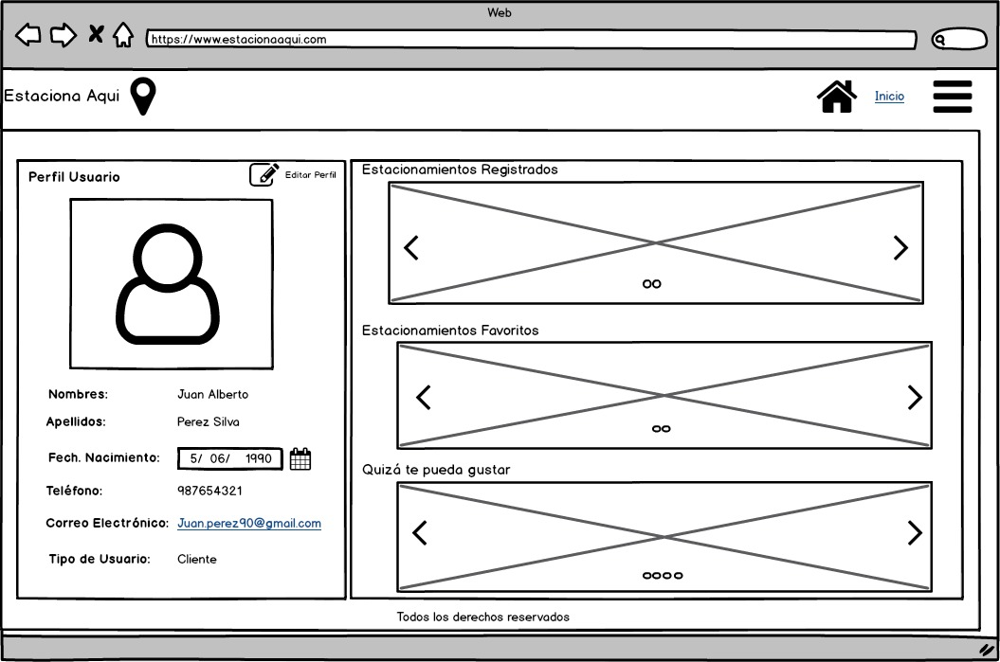 Web
https://www.estacionaaqui.com
Estaciona Aqui
Inicio
Perfil Usuario
Editar Perfil
Nombres: Juan Alberto
Apellidos: Perez Silva
Fech. Nacimiento: 5/ 06/ 1990
Teléfono: 987654321
Correo Electrónico: Juan.perez90@gmail.com
Tipo de Usuario: Cliente
Estacionamientos Registrados
Estacionamientos Favoritos
Quizá te pueda gustar
Todos los derechos reservados